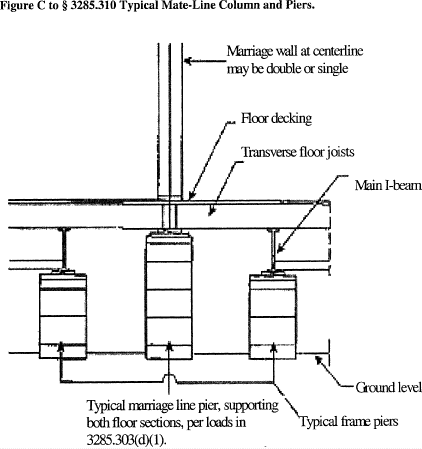 Figure C to § 3285.310 Typical Mate-Line Column and Piers.
Marriage wall at centerline
may be double or single
Floor decking
Transverse floor joists
Main I-beam
Ground level
Typical marriage line pier, supporting
both floor sections, per loads in
3285.303(d)(1).
Typical frame piers